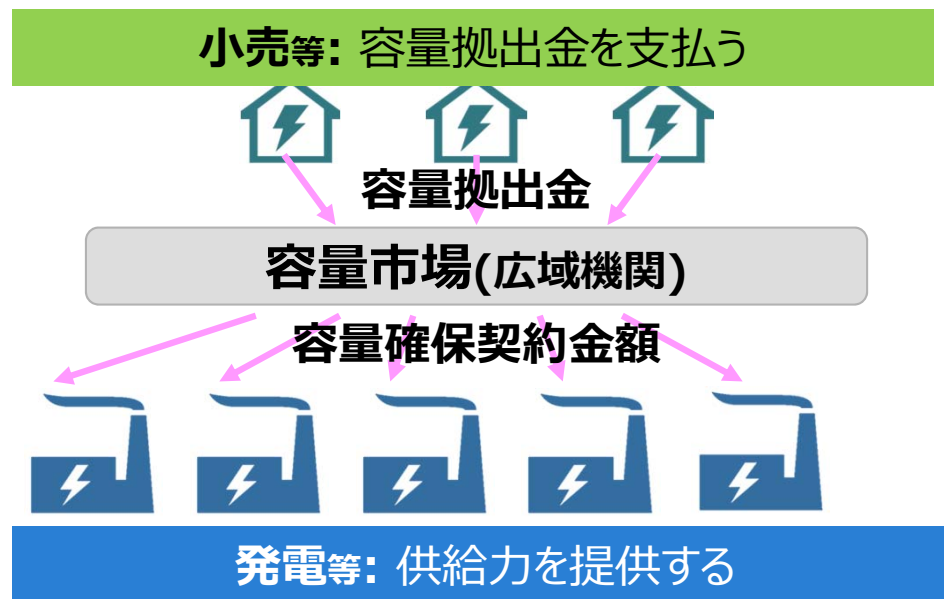 小売等: 容量拠出金を支払う
容量拠出金
容量市場(広域機関)
容量確保契約金額
発電等: 供給力を提供する